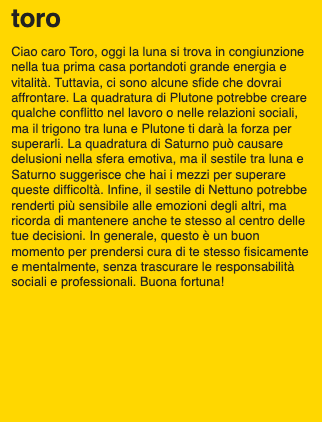 toro
Ciao caro Toro, oggi la luna si trova in congiunzione
nella tua prima casa portandoti grande energia e
vitalità. Tuttavia, ci sono alcune sfide che dovrai
affrontare. La quadratura di Plutone potrebbe creare
qualche conflitto nel lavoro o nelle relazioni sociali,
ma il trigono tra luna e Plutone ti darà la forza per
superarli. La quadratura di Saturno può causare
delusioni nella sfera emotiva, ma il sestile tra luna e
Saturno suggerisce che hai i mezzi per superare
queste difficoltà. Infine, il sestile di Nettuno potrebbe
renderti più sensibile alle emozioni degli altri, ma
ricorda di mantenere anche te stesso al centro delle
tue decisioni. In generale, questo è un buon
momento per prendersi cura di te stesso fisicamente
e mentalmente, senza trascurare le responsabilità
sociali e professionali. Buona fortuna!